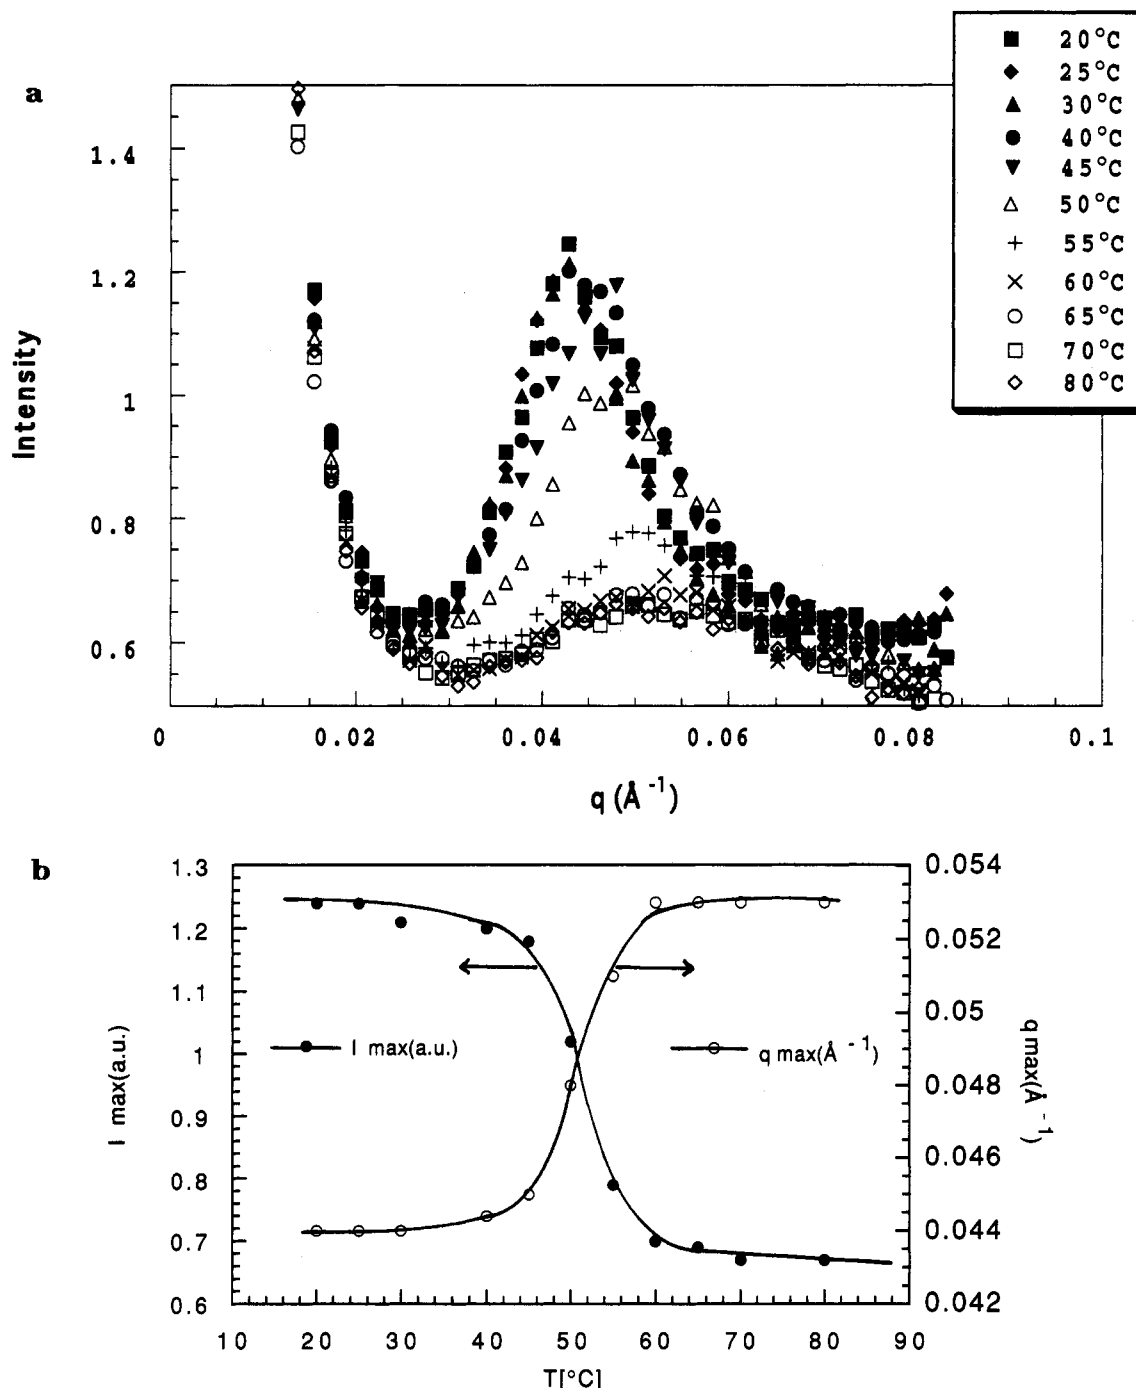 a
20°C
25°C
30°C
40°C
45°C
50°C
55°C
60°C
65°C
70°C
80°C
Intensity
1.4
1.2
1
0.8
0.6
0 0.02 0.04 0.06 0.08 0.1
q (Å⁻¹)
b
I max(a.u.)
1.3
1.2
1.1
1
0.9
0.8
0.7
0.6
I max(a.u.)
q max(Å⁻¹)
0.054
0.052
0.05
0.048
0.046
0.044
0.042
q max(Å⁻¹)
10 20 30 40 50 60 70 80 90
T[°C]